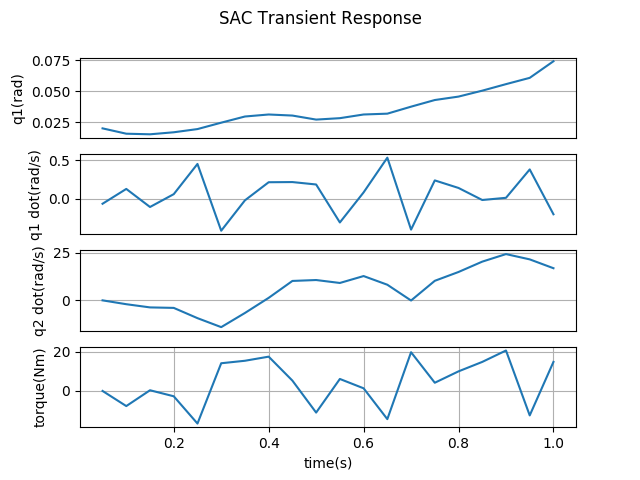 SAC Transient Response
q1(rad)
0.075
0.050
0.025
q1 dot(rad/s)
0.5
0.0
q2 dot(rad/s)
25
0
torque(Nm)
20
0
0.2 0.4 0.6 0.8 1.0
time(s)